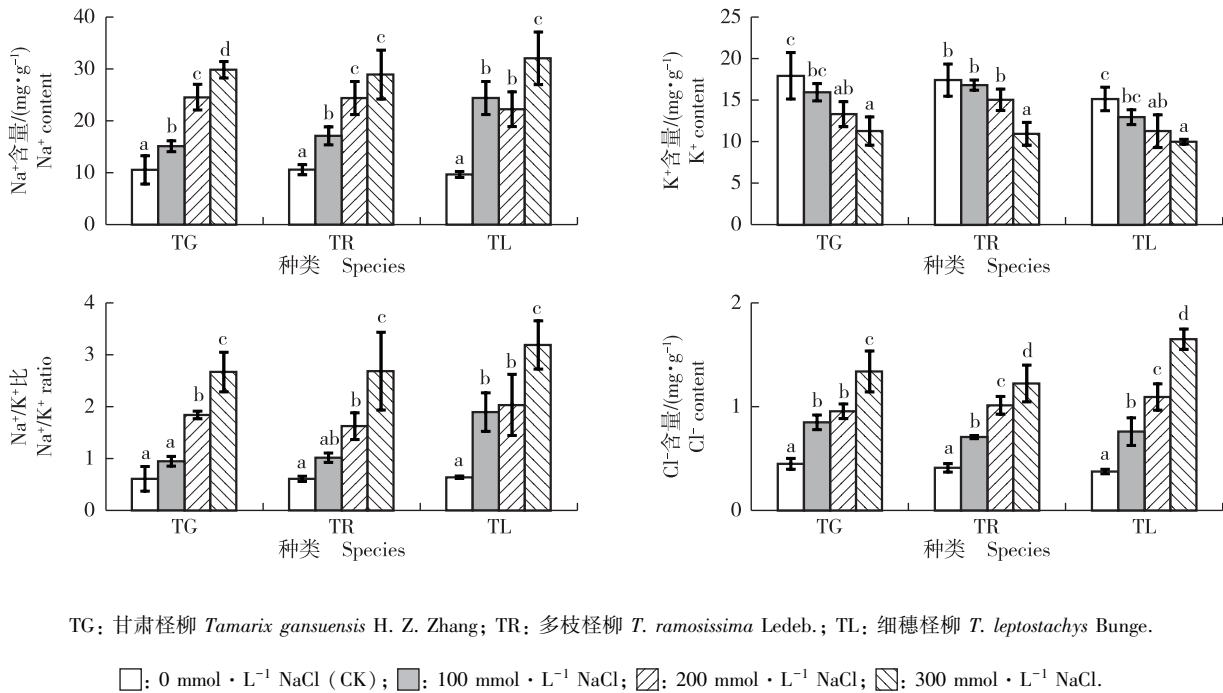 Na⁺含量/(mg·g⁻¹)
Na⁺ content
40
30
20
10
0
a b c d
a b c c
a b b c
TG TR TL
种类 Species
K⁺含量/(mg·g⁻¹)
K⁺ content
25
20
15
10
5
0
c bc ab a
b b b a
c bc ab a
TG TR TL
种类 Species
Na⁺/K⁺比
Na⁺/K⁺ ratio
4
3
2
1
0
a a b c
a ab b c
a b b c
TG TR TL
种类 Species
Cl⁻含量/(mg·g⁻¹)
Cl⁻ content
2
1
0
a b b c
a b c d
a b c d
TG TR TL
种类 Species
TG: 甘肃柽柳 Tamarix gansuensis H. Z. Zhang; TR: 多枝柽柳 T. ramosissima Ledeb.; TL: 细穗柽柳 T. leptostachys Bunge.
: 0 mmol·L⁻¹ NaCl (CK); : 100 mmol·L⁻¹ NaCl; : 200 mmol·L⁻¹ NaCl; : 300 mmol·L⁻¹ NaCl.